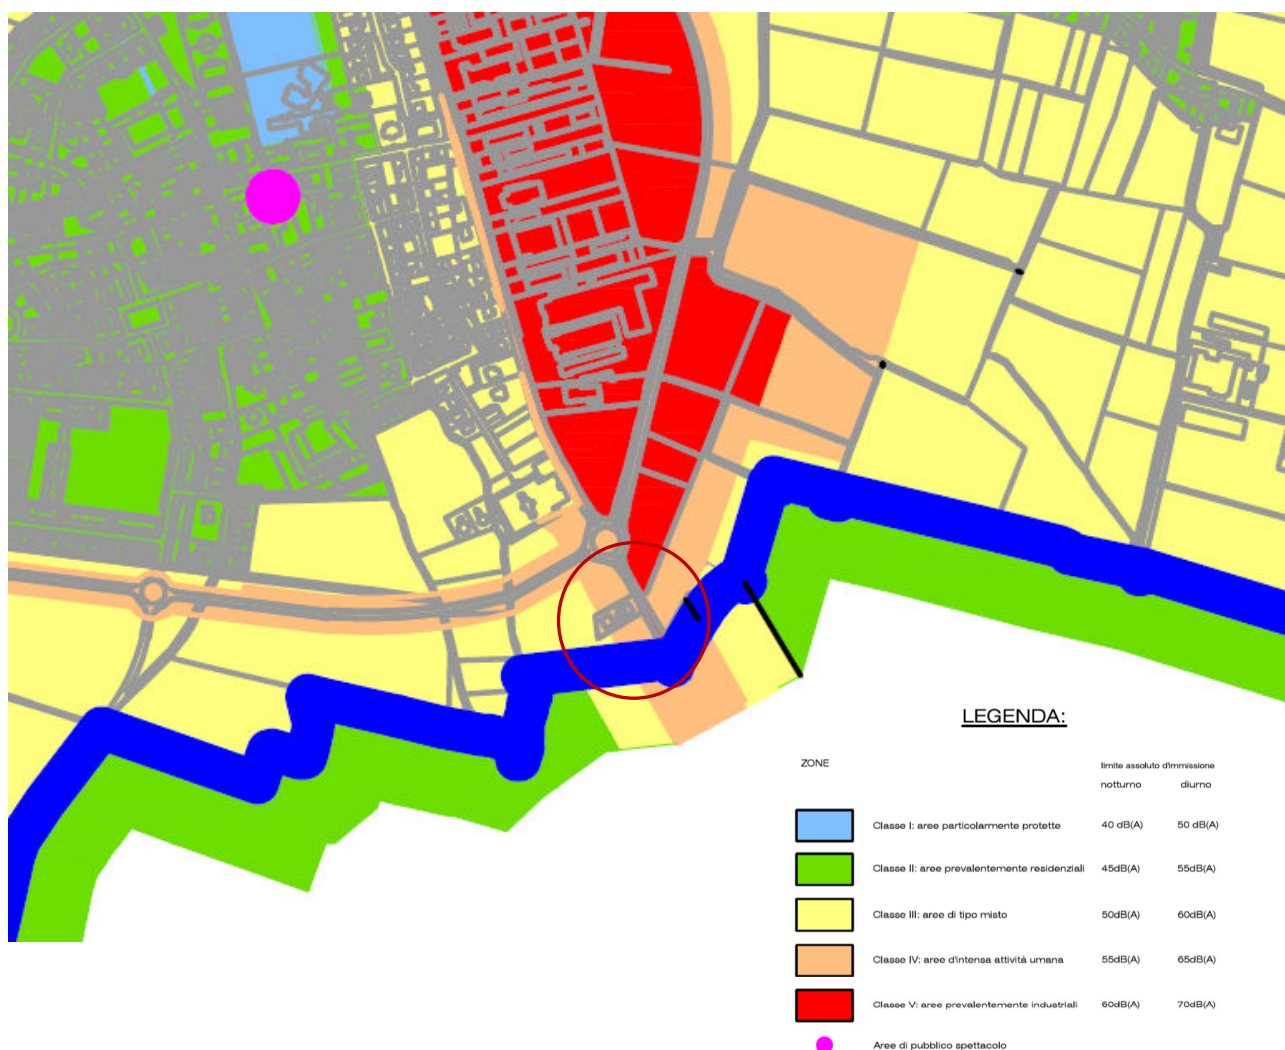 LEGENDA:
ZONE
limite assoluto d'immissione
notturno diurno
Classe I: aree particolarmente protette 40 dB(A) 50 dB(A)
Classe II: aree prevalentemente residenziali 45dB(A) 55dB(A)
Classe III: aree di tipo misto 50dB(A) 60dB(A)
Classe IV: aree d'intensa attività umana 55dB(A) 65dB(A)
Classe V: aree prevalentemente industriali 60dB(A) 70dB(A)
Aree di pubblico spettacolo